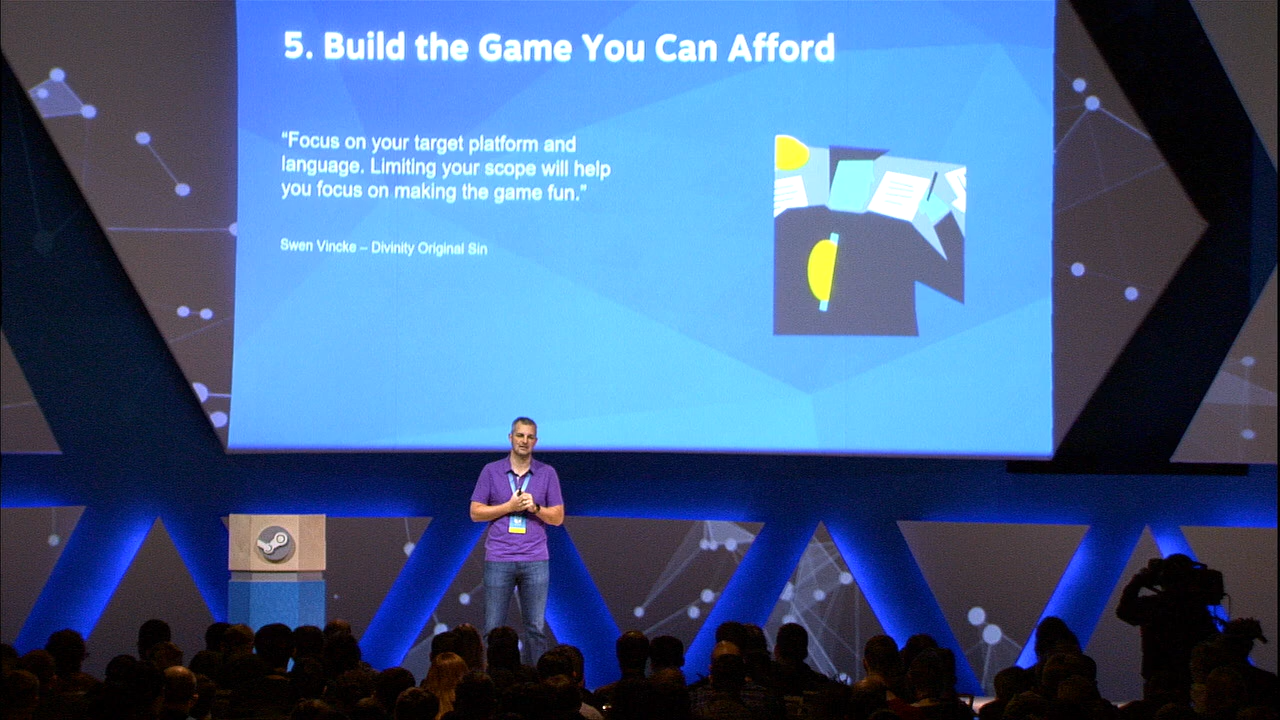 5. Build the Game You Can Afford
“Focus on your target platform and
language. Limiting your scope will help
you focus on making the game fun.”
Swen Vincke – Divinity Original Sin